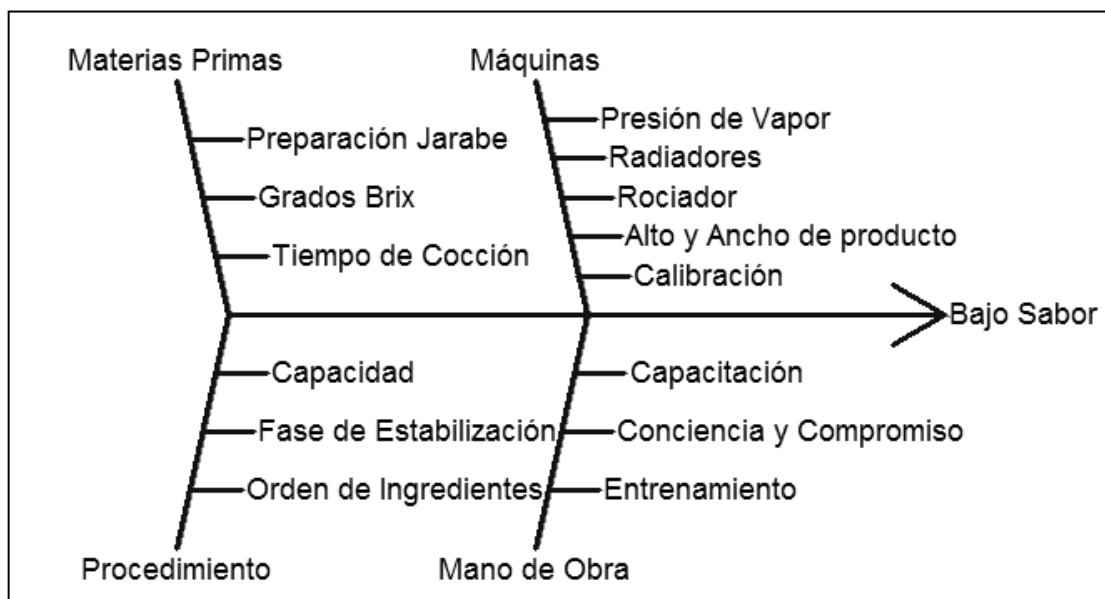 Materias Primas
Máquinas
Preparación Jarabe
Grados Brix
Tiempo de Cocción
Presión de Vapor
Radiadores
Rociador
Alto y Ancho de producto
Calibración
Bajo Sabor
Capacidad
Fase de Estabilización
Orden de Ingredientes
Capacitación
Conciencia y Compromiso
Entrenamiento
Procedimiento
Mano de Obra